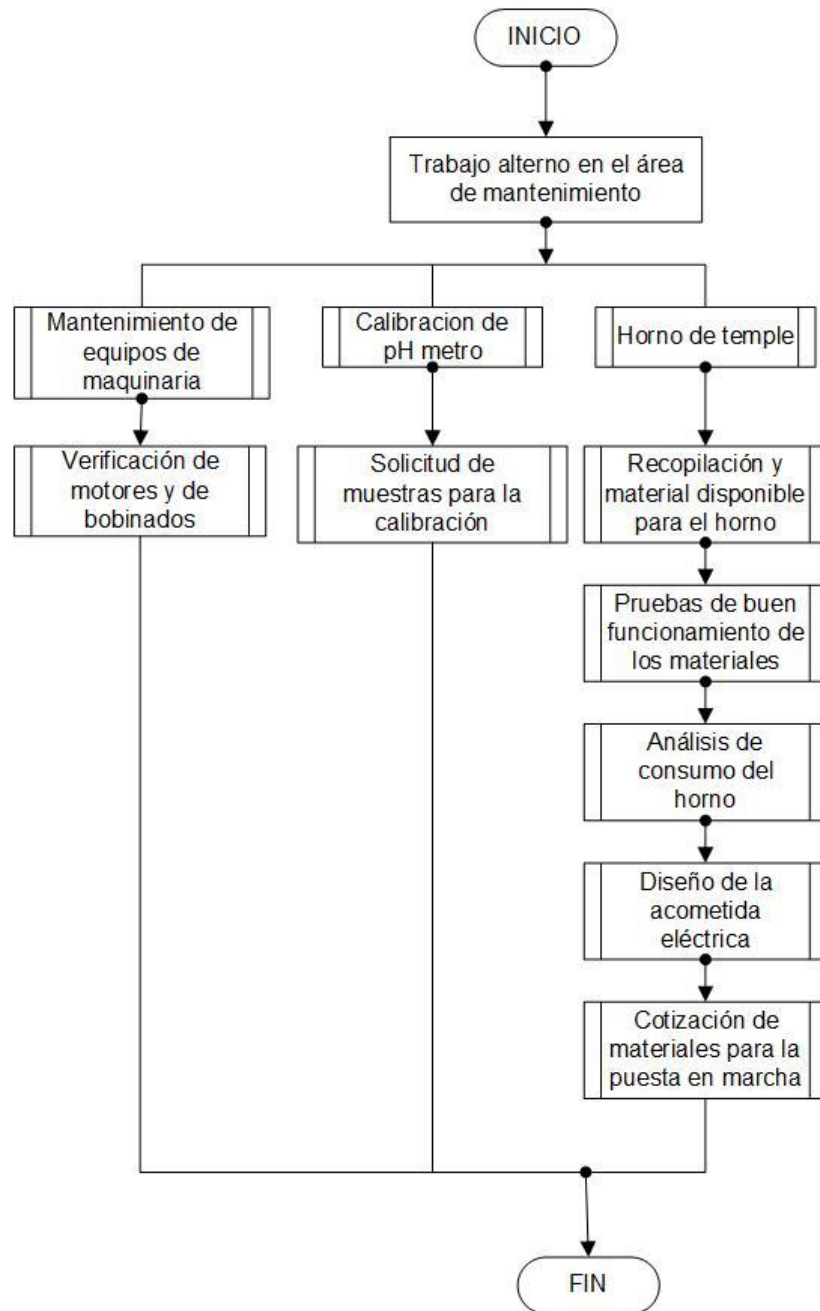 INICIO
Trabajo alterno en el área
de mantenimiento
Mantenimiento de
equipos de
maquinaria
Calibracion de
pH metro
Horno de temple
Verificación de
motores y de
bobinados
Solicitud de
muestras para la
calibración
Recopilación y
material disponible
para el horno
Pruebas de buen
funcionamiento de
los materiales
Análisis de
consumo del
horno
Diseño de la
acometida
eléctrica
Cotización de
materiales para la
puesta en marcha
FIN